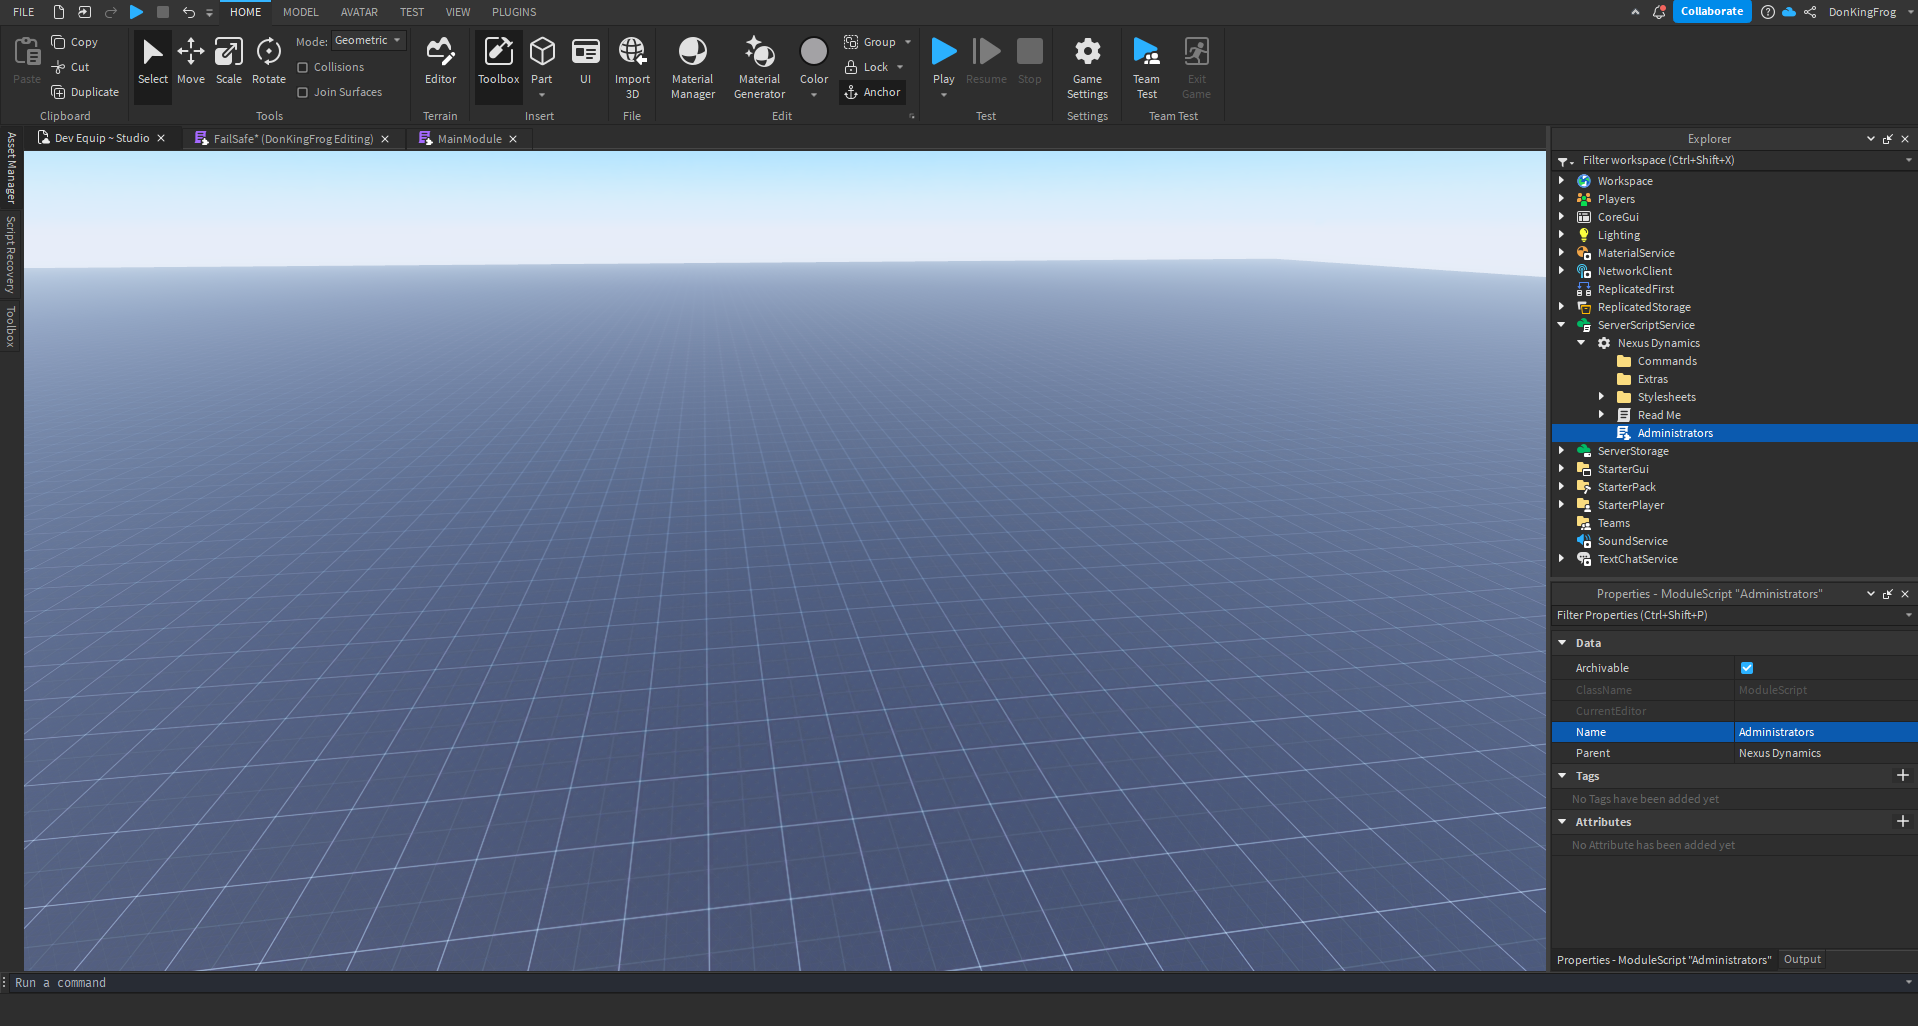 FILE HOME MODEL AVATAR TEST VIEW PLUGINS Collaborate DonKingFrog
Paste
Copy
Cut
Duplicate
Clipboard
Select Move Scale Rotate
Mode: Geometric
Collisions
Join Surfaces
Tools
Editor
Terrain
Toolbox Part UI
Insert
Import
3D
File
Material
Manager
Material
Generator
Color
Group
Lock
Anchor
Edit
Play Resume Stop
Test
Game
Settings
Settings
Team
Test
Exit
Game
Team Test
Asset Manager
Script Recovery
Toolbox
Dev Equip ~ Studio FailSafe* (DonKingFrog Editing) MainModule
Explorer
Filter workspace (Ctrl+Shift+X)
Workspace
Players
CoreGui
Lighting
MaterialService
NetworkClient
ReplicatedFirst
ReplicatedStorage
ServerScriptService
Nexus Dynamics
Commands
Extras
Stylesheets
Read Me
Administrators
ServerStorage
StarterGui
StarterPack
StarterPlayer
Teams
SoundService
TextChatService
Properties - ModuleScript "Administrators"
Filter Properties (Ctrl+Shift+P)
Data
Archivable
ClassName ModuleScript
CurrentEditor
Name Administrators
Parent Nexus Dynamics
Tags
No Tags have been added yet
Attributes
No Attribute has been added yet
Properties - ModuleScript "Administrators" Output
Run a command